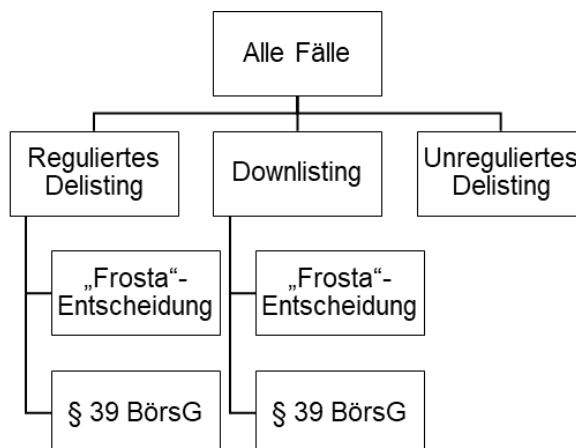 Alle Fälle
Reguliertes
Delisting
Downlisting
Unreguliertes
Delisting
„Frosta“-
Entscheidung
„Frosta“-
Entscheidung
§ 39 BörsG
§ 39 BörsG